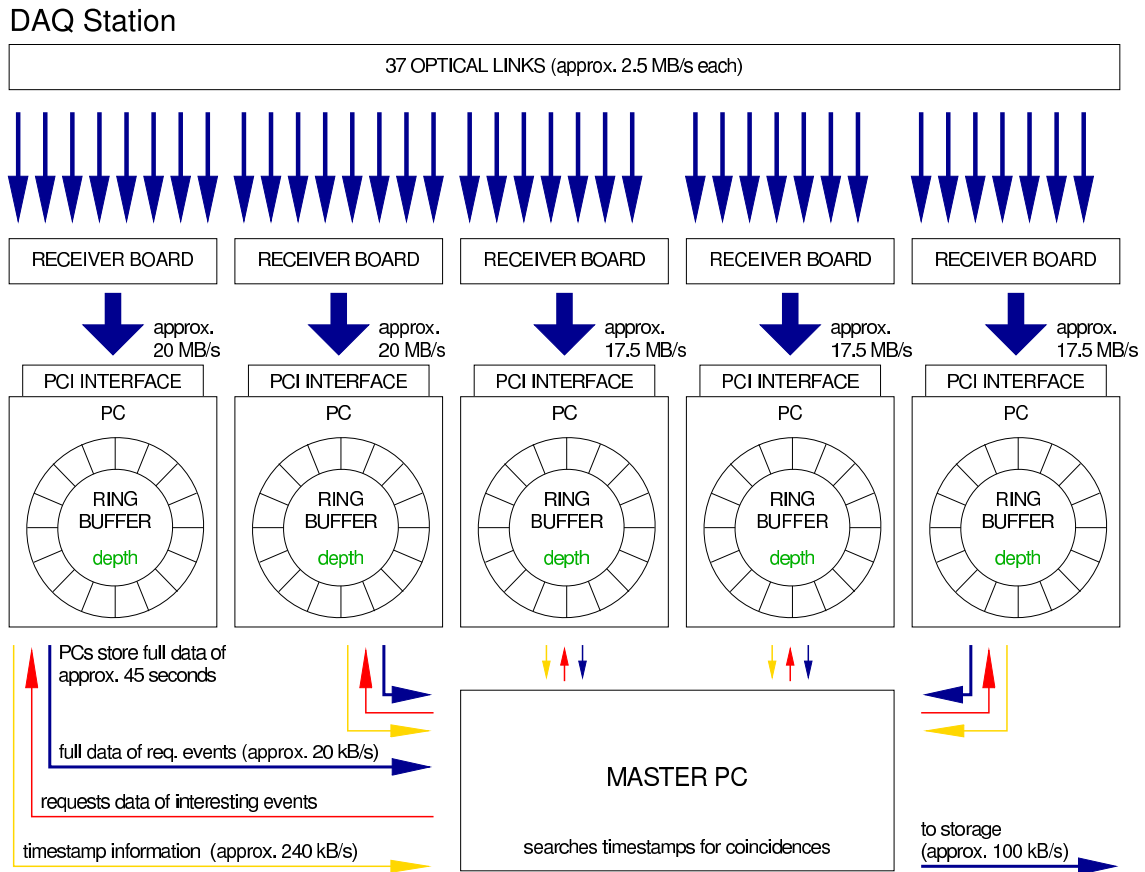 DAQ Station
37 OPTICAL LINKS (approx. 2.5 MB/s each)
RECEIVER BOARD
RECEIVER BOARD
RECEIVER BOARD
RECEIVER BOARD
RECEIVER BOARD
approx.
20 MB/s
approx.
20 MB/s
approx.
17.5 MB/s
approx.
17.5 MB/s
approx.
17.5 MB/s
PCI INTERFACE
PCI INTERFACE
PCI INTERFACE
PCI INTERFACE
PCI INTERFACE
PC
PC
PC
PC
PC
RING
BUFFER
depth
RING
BUFFER
depth
RING
BUFFER
depth
RING
BUFFER
depth
RING
BUFFER
depth
PCs store full data of
approx. 45 seconds
full data of req. events (approx. 20 kB/s)
requests data of interesting events
timestamp information (approx. 240 kB/s)
MASTER PC
searches timestamps for coincidences
to storage
(approx. 100 kB/s)